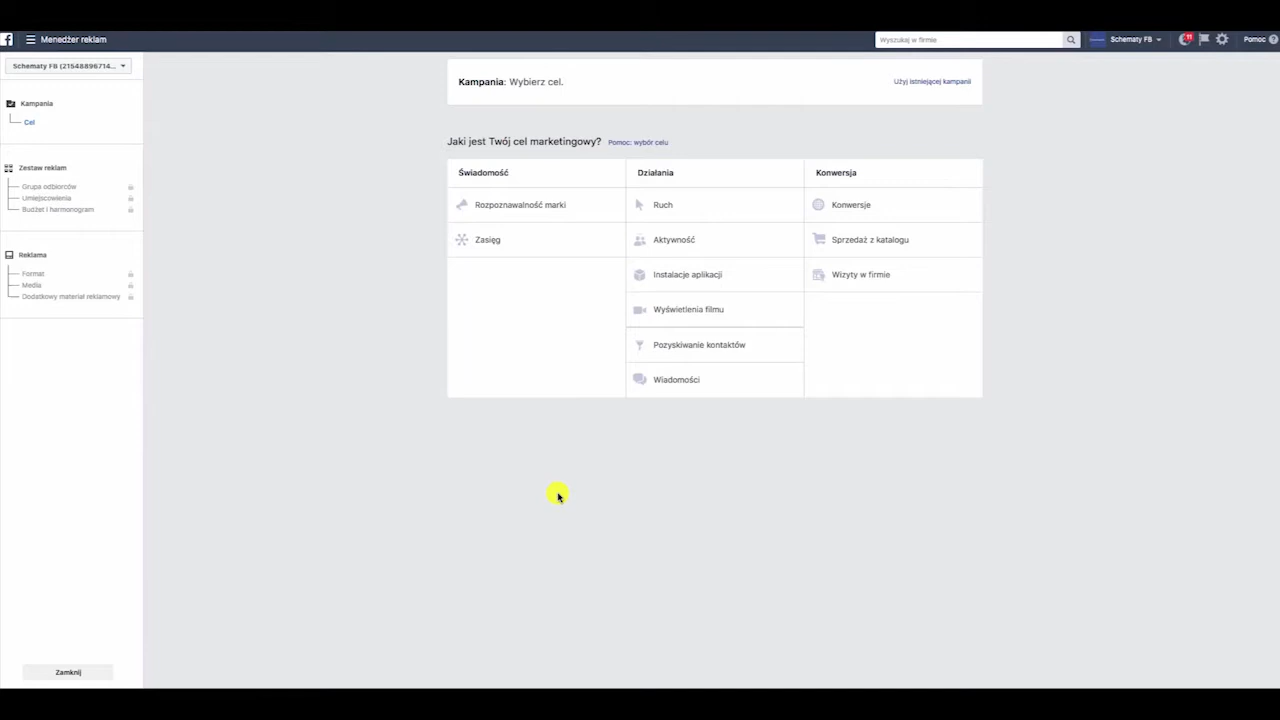 f Menedżer reklam
Wyszukaj w firmie
Schematy FB
11
Pomoc
Schematy FB (21548896714...
Kampania
Cel
Zestaw reklam
Grupa odbiorców
Umiejscowienia
Budżet i harmonogram
Reklama
Format
Media
Dodatkowy materiał reklamowy
Zamknij
Kampania: Wybierz cel.
Użyj istniejącej kampanii
Jaki jest Twój cel marketingowy? Pomoc: wybór celu
Świadomość
Rozpoznawalność marki
Zasięg
Działania
Ruch
Aktywność
Instalacje aplikacji
Wyświetlenia filmu
Pozyskiwanie kontaktów
Wiadomości
Konwersja
Konwersje
Sprzedaż z katalogu
Wizyty w firmie